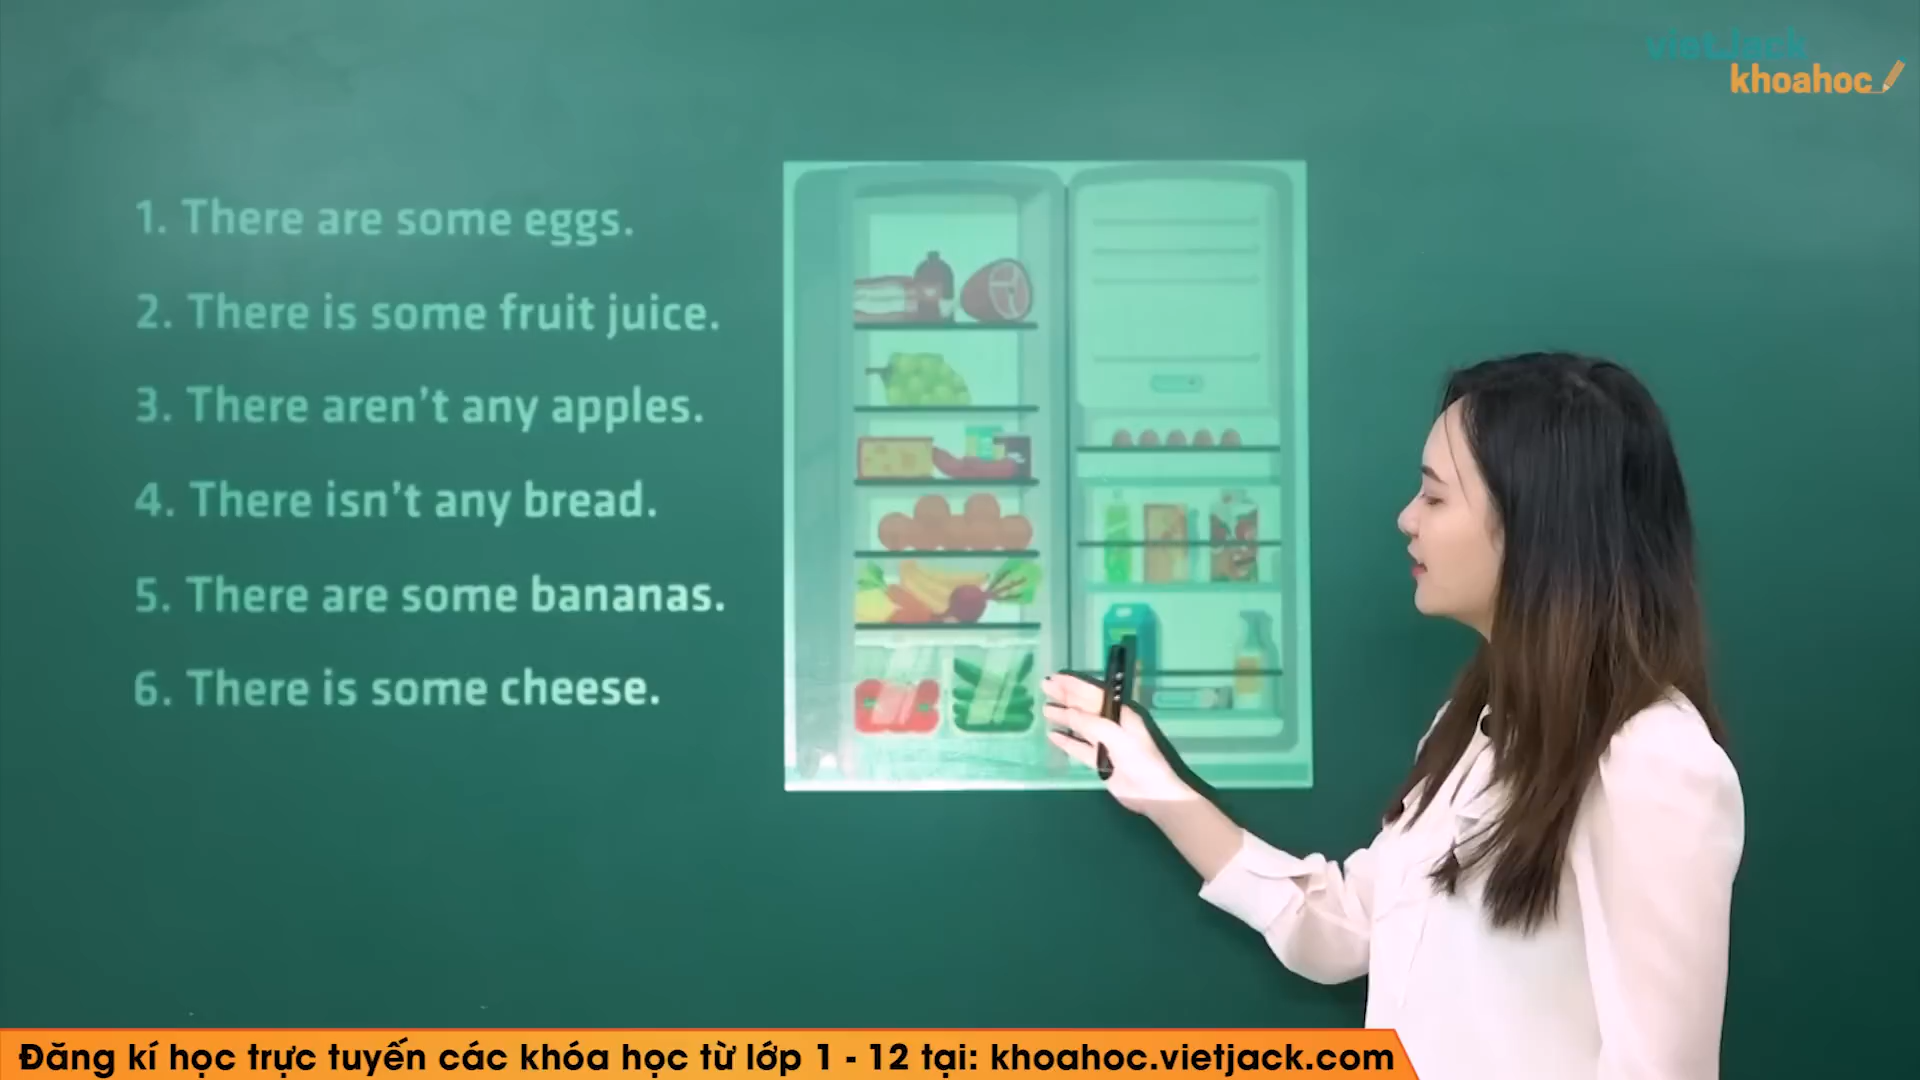 vietJack
khoahoc
1. There are some eggs.
2. There is some fruit juice.
3. There aren't any apples.
4. There isn't any bread.
5. There are some bananas.
6. There is some cheese.
Đăng kí học trực tuyến các khóa học từ lớp 1 - 12 tại: khoahoc.vietjack.com